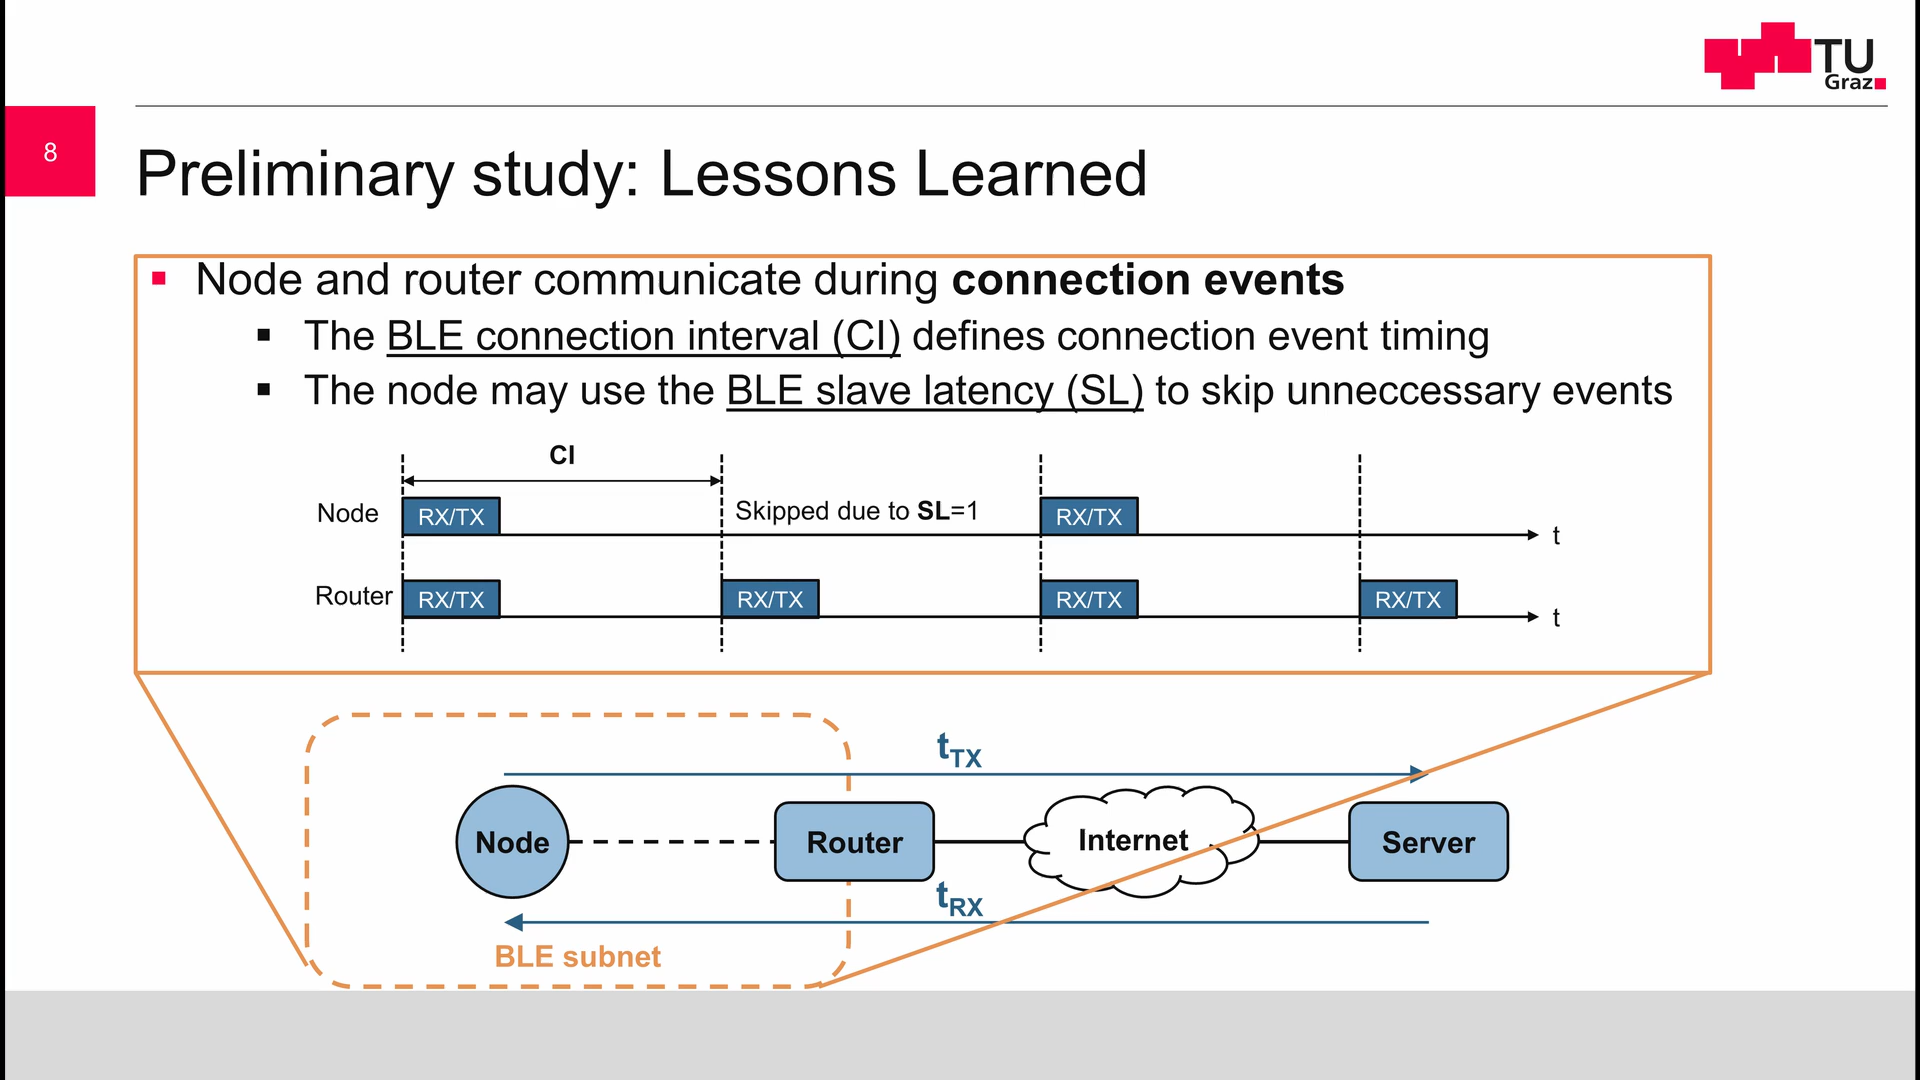 TU
Graz
8
Preliminary study: Lessons Learned
Node and router communicate during connection events
The BLE connection interval (CI) defines connection event timing
The node may use the BLE slave latency (SL) to skip unneccessary events
CI
Node
RX/TX
Skipped due to SL=1
RX/TX
t
Router
RX/TX
RX/TX
RX/TX
RX/TX
t
tTX
Node
Router
Internet
Server
tRX
BLE subnet